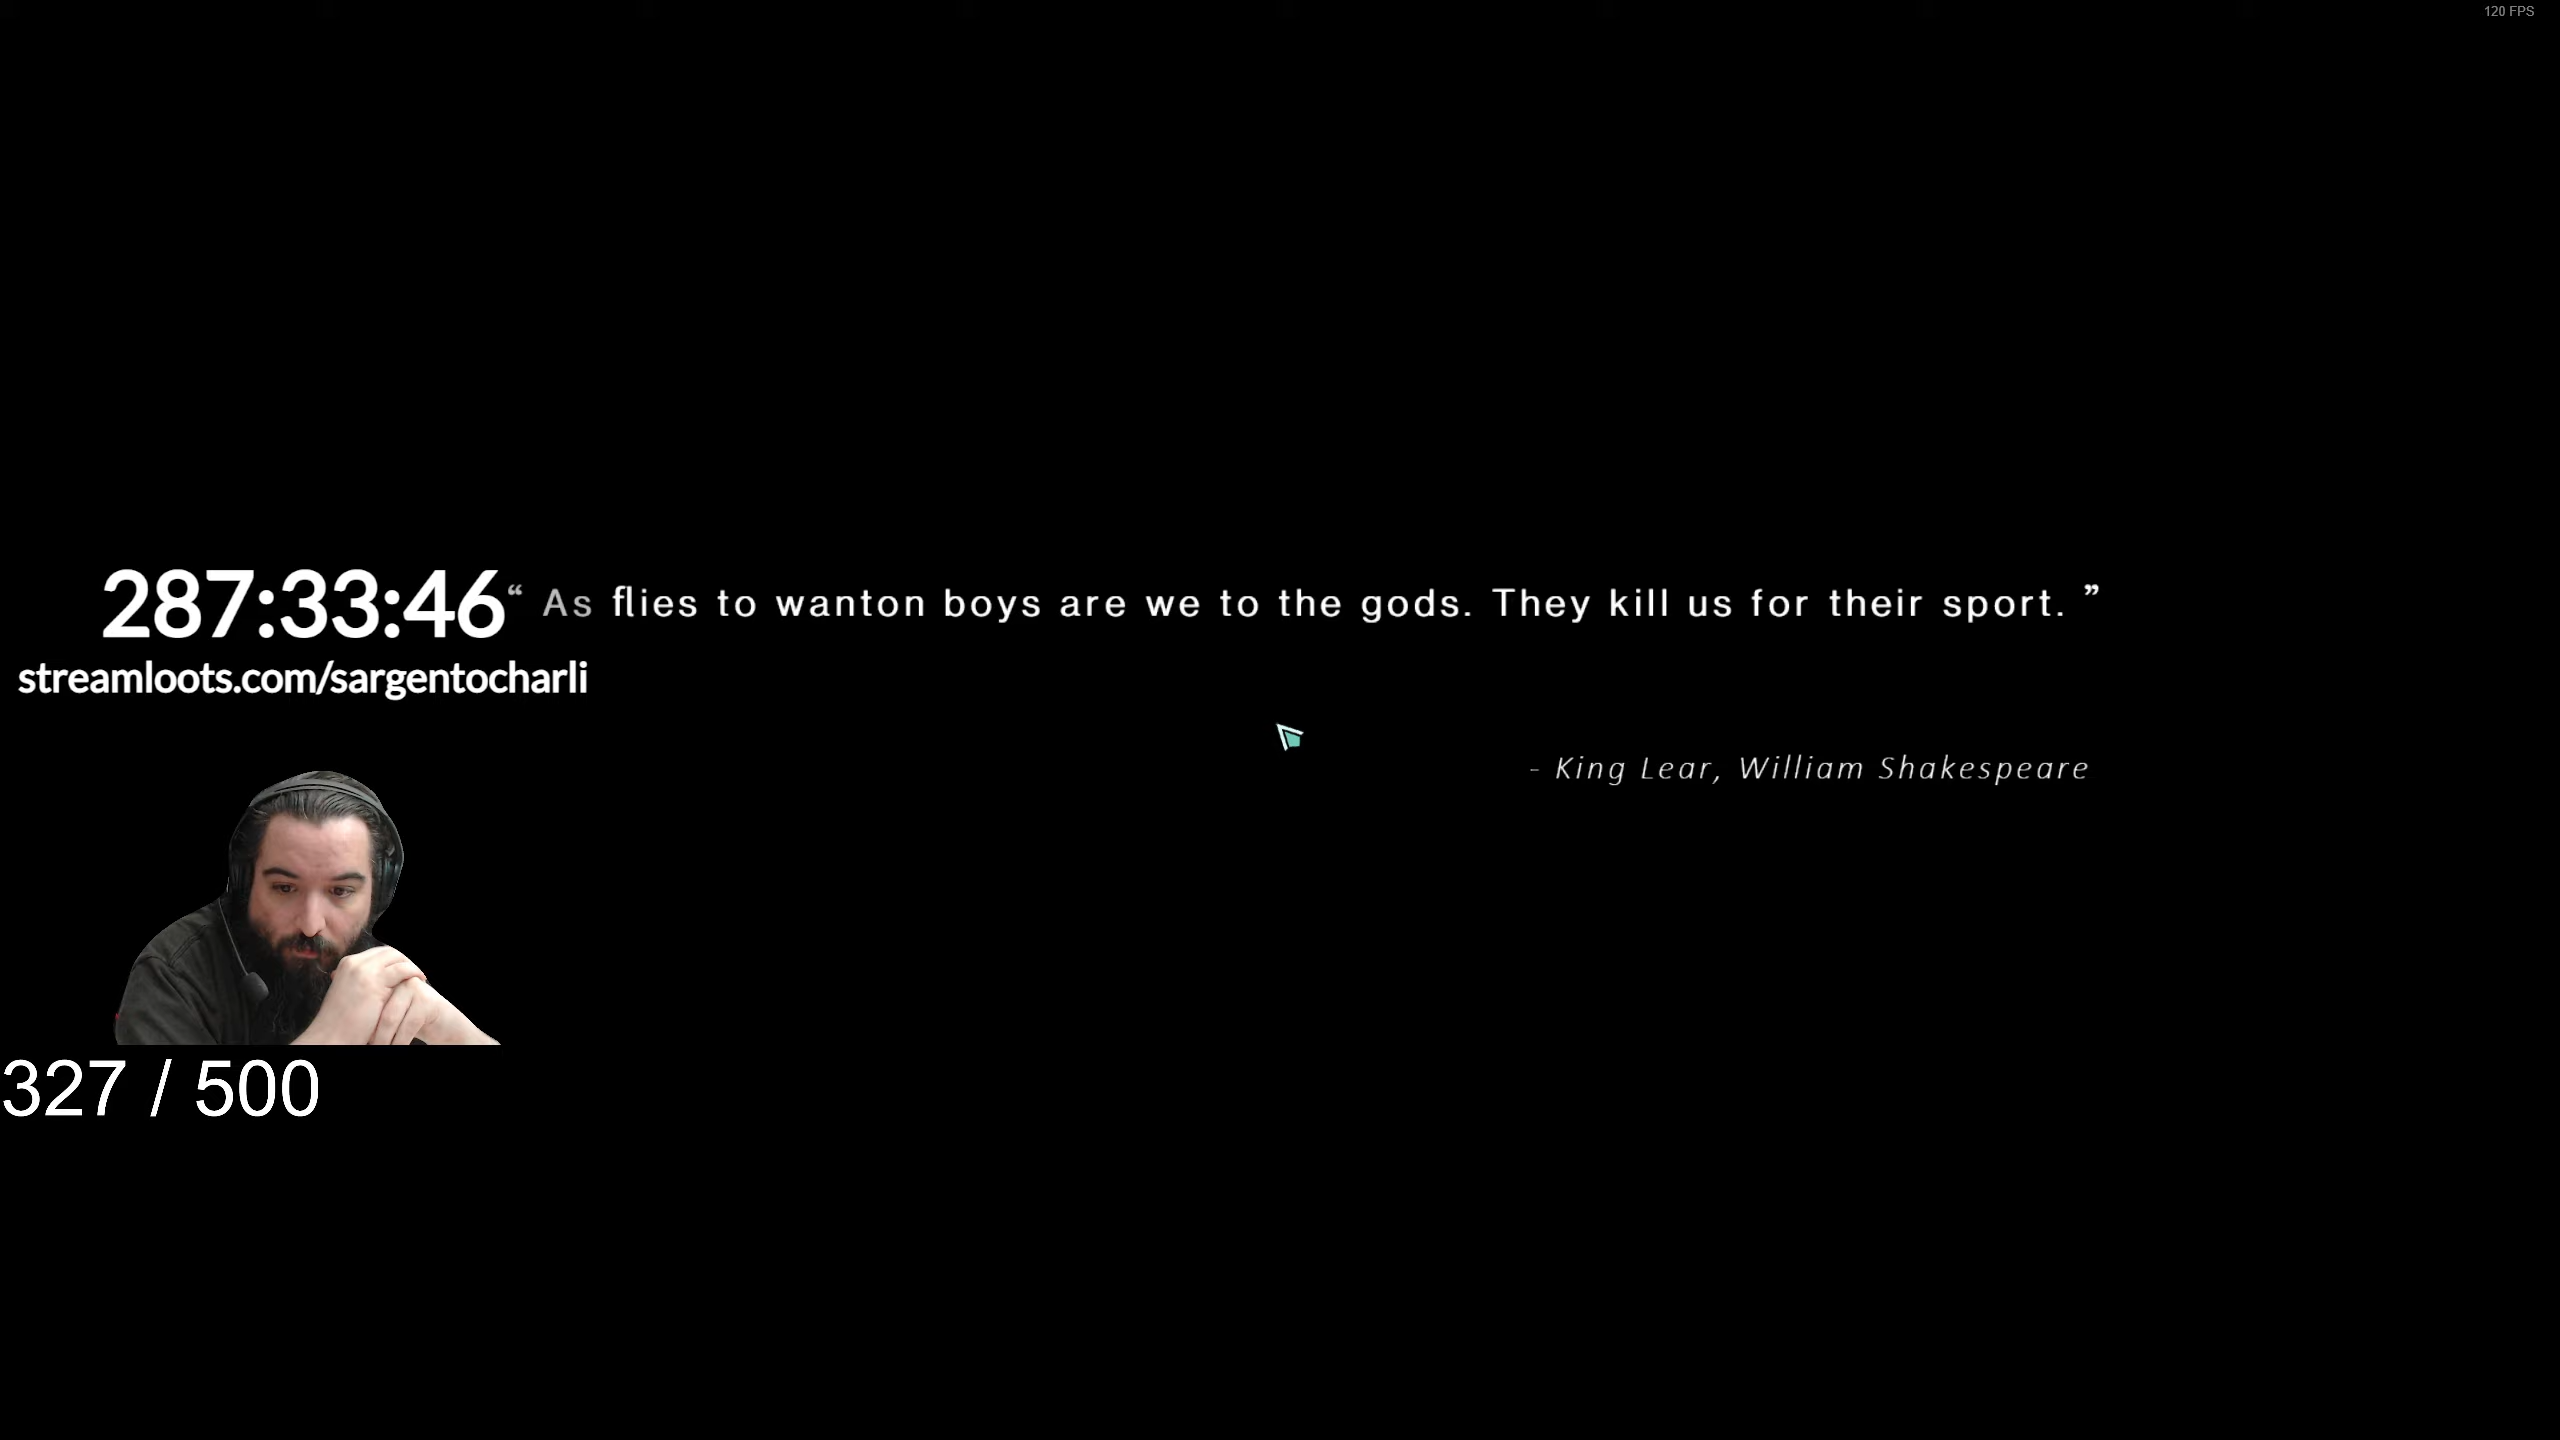 120 FPS
287:33:46
“ As flies to wanton boys are we to the gods. They kill us for their sport. ”
streamloots.com/sargentocharli
- King Lear, William Shakespeare
327 / 500